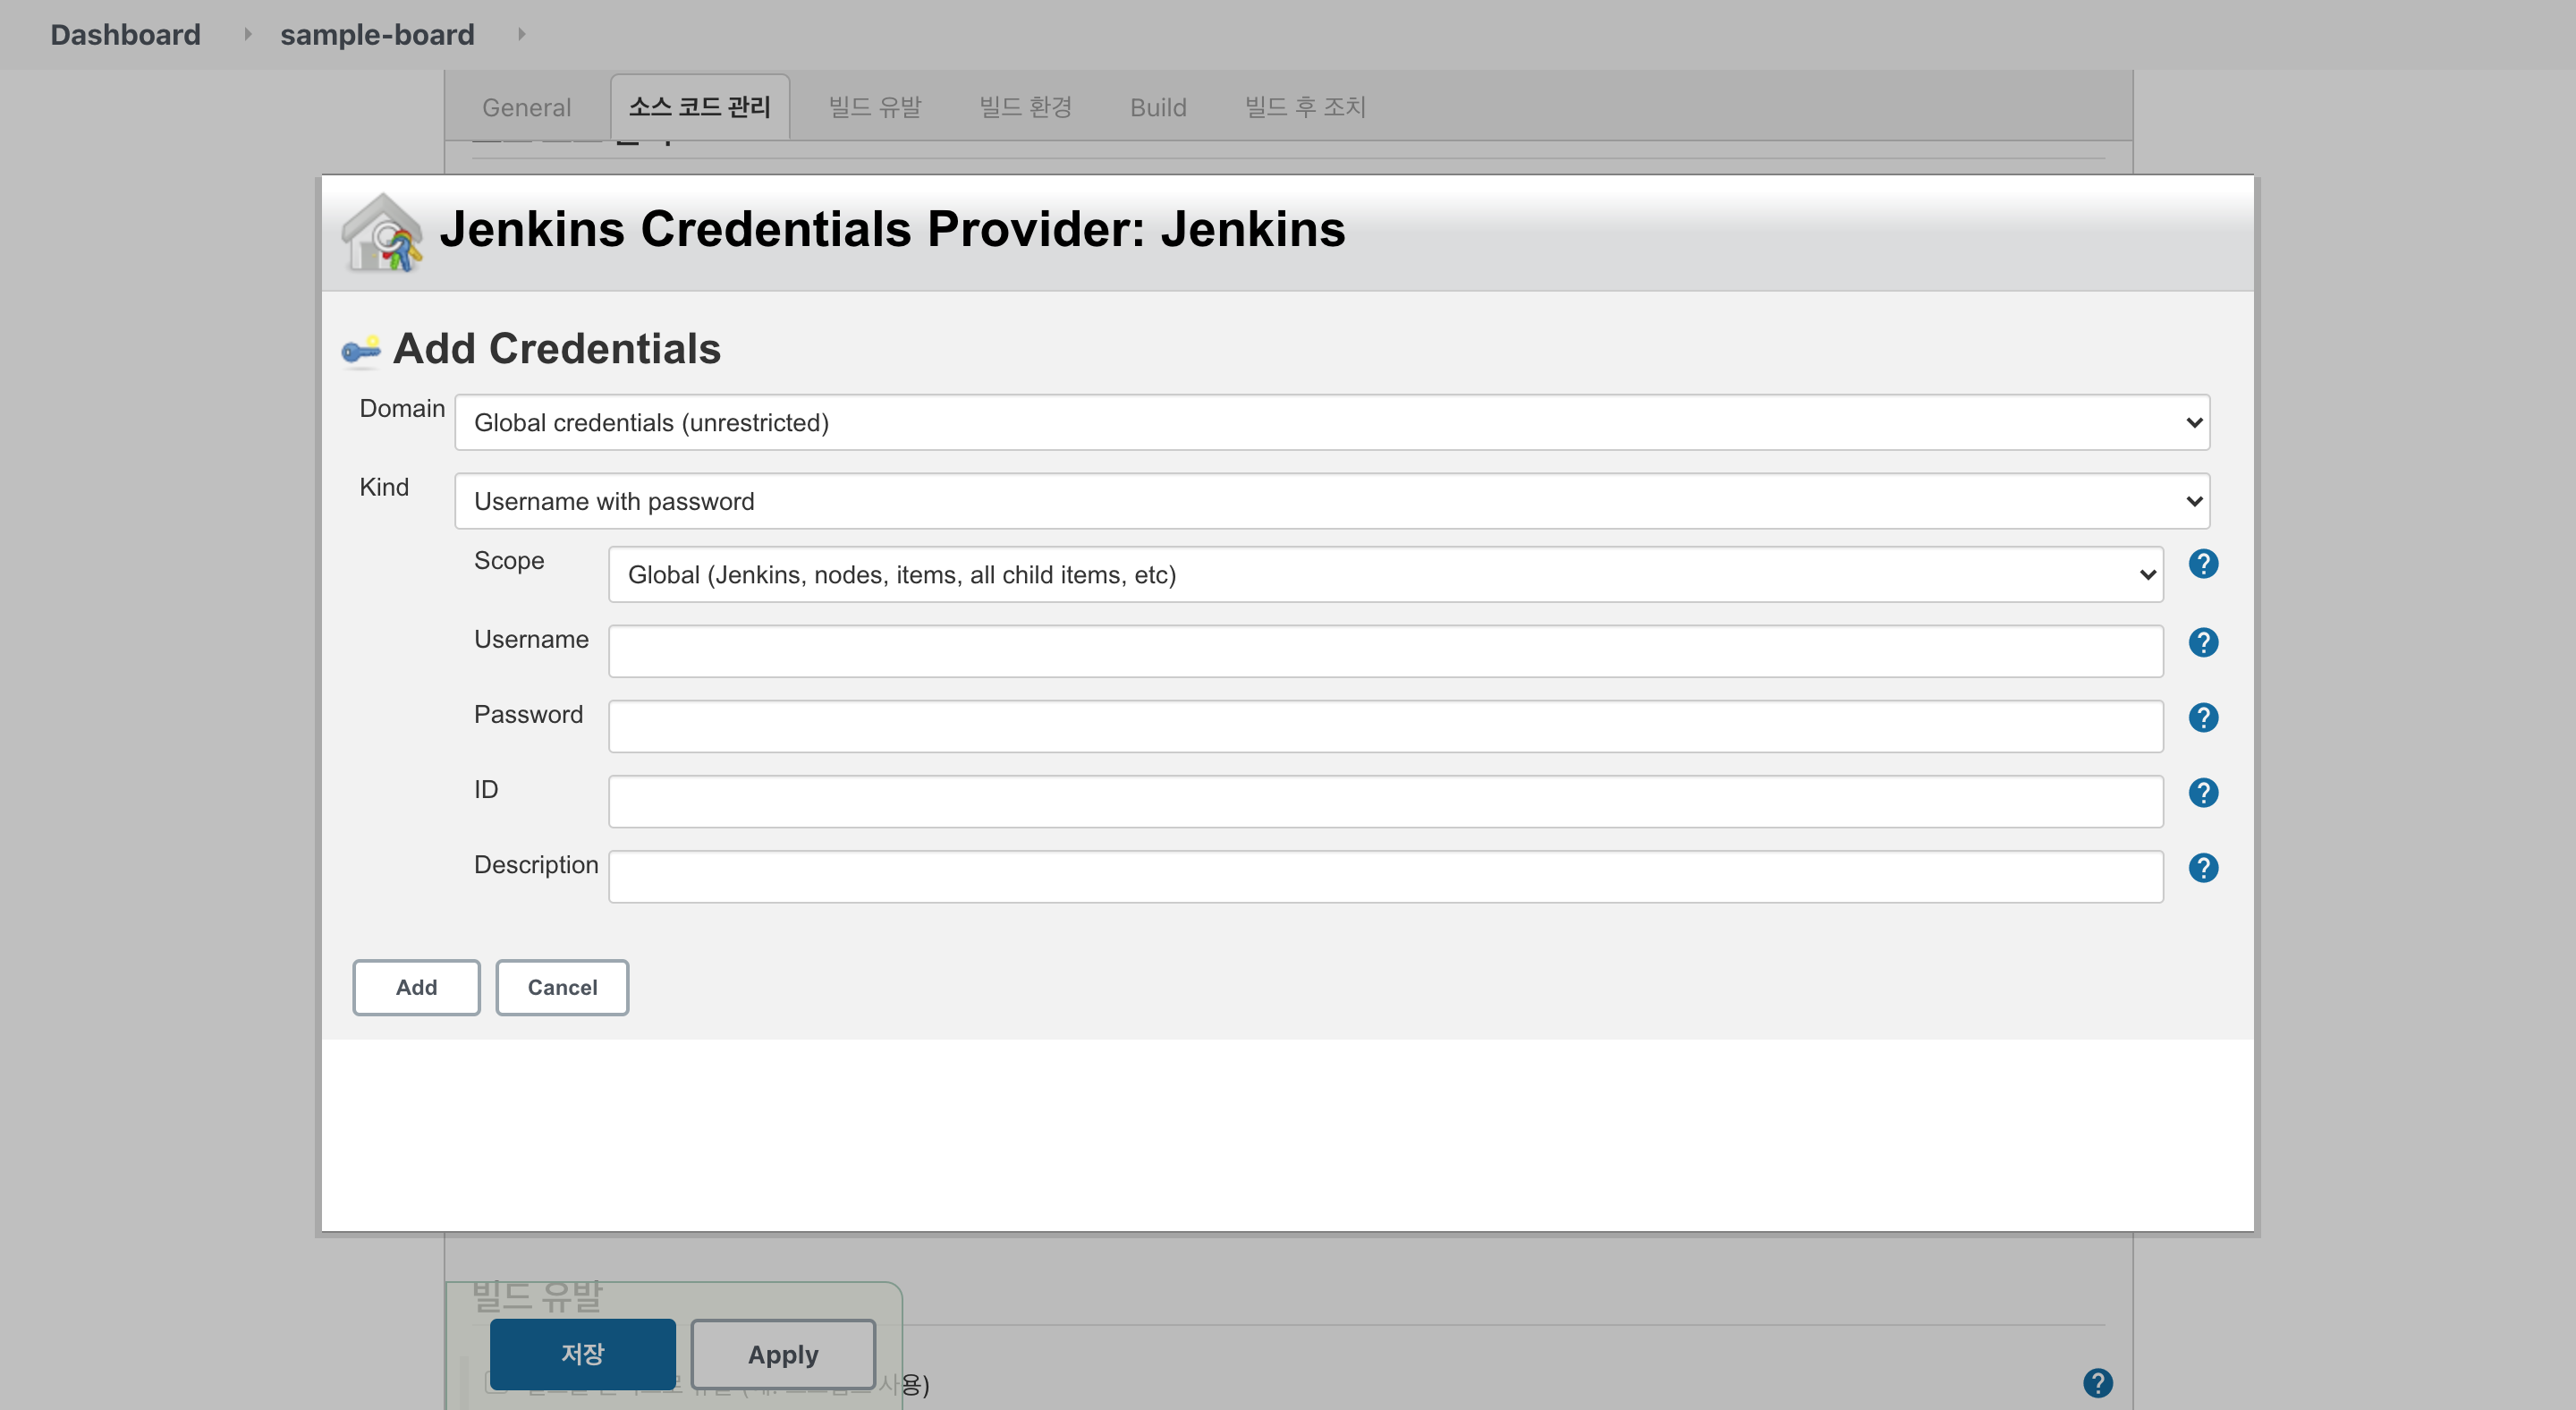 Dashboard sample-board
General 소스 코드 관리 빌드 유발 빌드 환경 Build 빌드 후 조치
Jenkins Credentials Provider: Jenkins
Add Credentials
Domain Global credentials (unrestricted)
Kind Username with password
Scope Global (Jenkins, nodes, items, all child items, etc)
Username
Password
ID
Description
Add Cancel
빌드 유발
저장 Apply
사용)